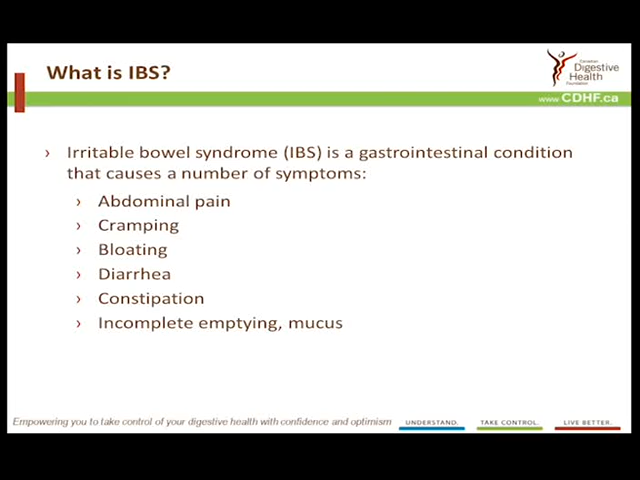 What is IBS?
Canadian
Digestive
Health
Foundation
www.CDHF.ca
› Irritable bowel syndrome (IBS) is a gastrointestinal condition
that causes a number of symptoms:
› Abdominal pain
› Cramping
› Bloating
› Diarrhea
› Constipation
› Incomplete emptying, mucus
Empowering you to take control of your digestive health with confidence and optimism
UNDERSTAND. TAKE CONTROL. LIVE BETTER.